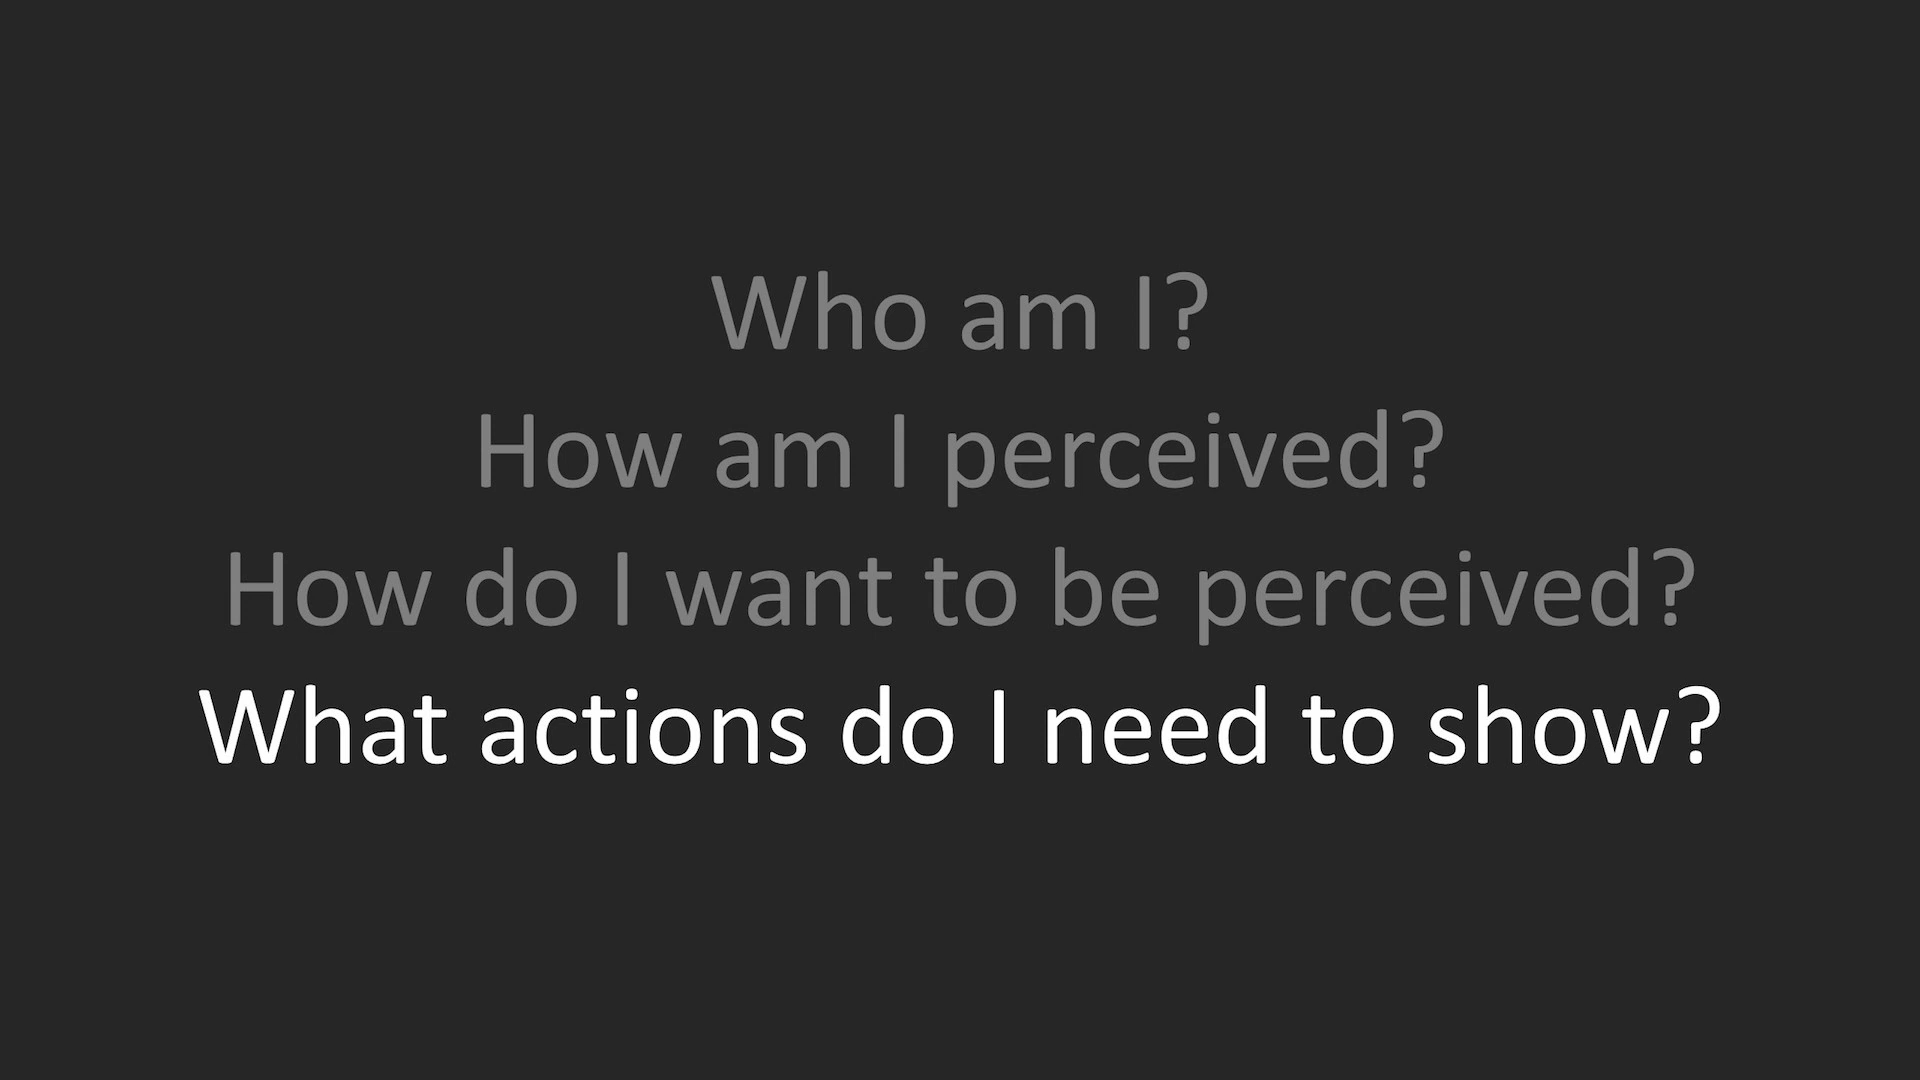 Who am I?
How am I perceived?
How do I want to be perceived?
What actions do I need to show?